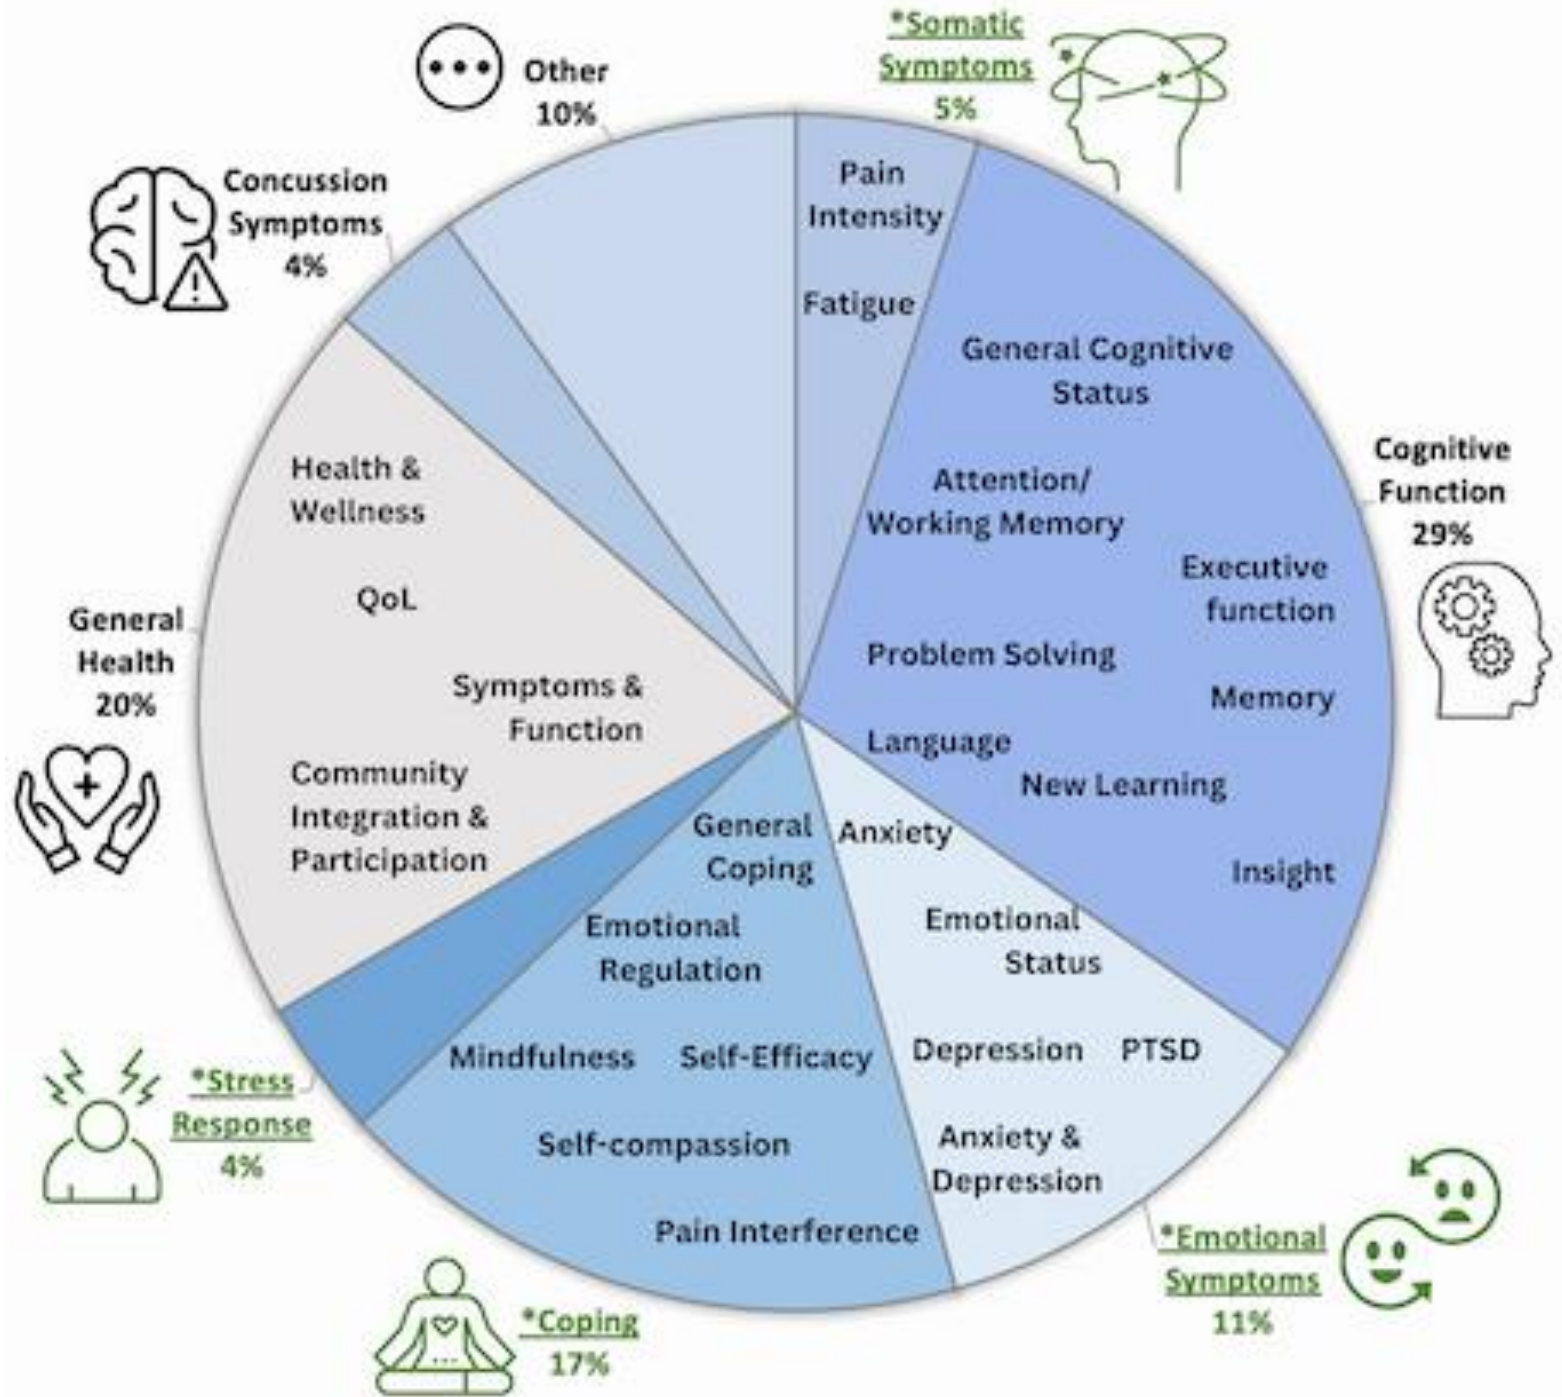 *Somatic
Symptoms
5%
Other
10%
Concussion
Symptoms
4%
Pain
Intensity
Fatigue
General Cognitive
Status
Attention/
Working Memory
Executive
function
Problem Solving
Memory
Language
New Learning
Insight
Cognitive
Function
29%
Health &
Wellness
QoL
Symptoms &
Function
Community
Integration &
Participation
General
Health
20%
General
Coping
Emotional
Regulation
Mindfulness
Self-Efficacy
Self-compassion
Pain Interference
Anxiety
Emotional
Status
Depression
PTSD
Anxiety &
Depression
*Stress
Response
4%
*Coping
17%
*Emotional
Symptoms
11%